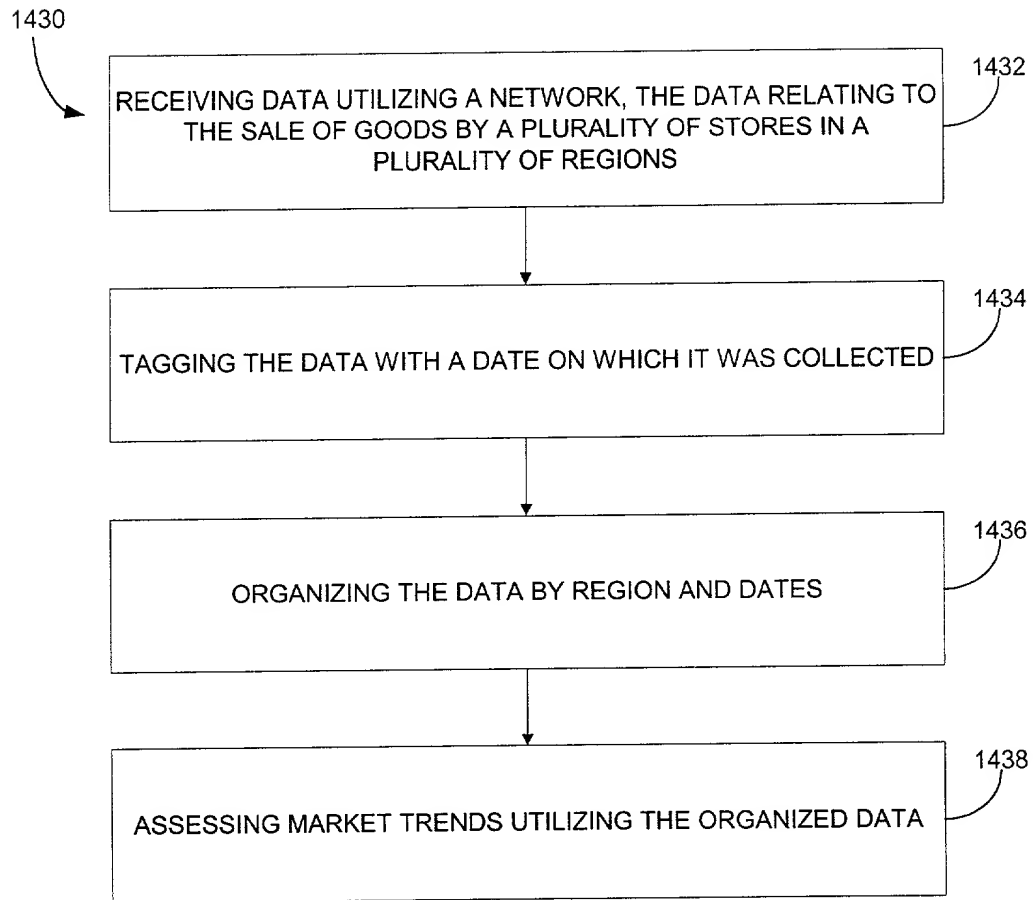 1430
1432
RECEIVING DATA UTILIZING A NETWORK, THE DATA RELATING TO
THE SALE OF GOODS BY A PLURALITY OF STORES IN A
PLURALITY OF REGIONS
1434
TAGGING THE DATA WITH A DATE ON WHICH IT WAS COLLECTED
1436
ORGANIZING THE DATA BY REGION AND DATES
1438
ASSESSING MARKET TRENDS UTILIZING THE ORGANIZED DATA